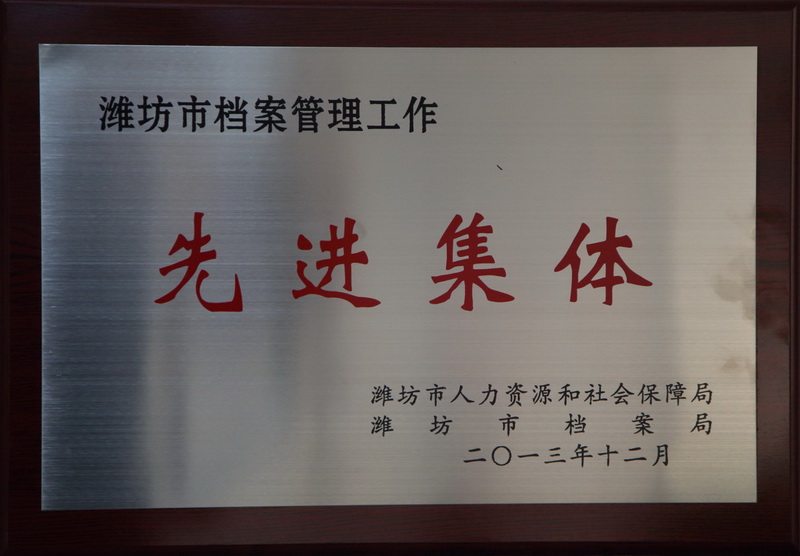 潍坊市档案管理工作
先进集体
潍坊市人力资源和社会保障局
潍坊市档案局
二〇一三年十二月